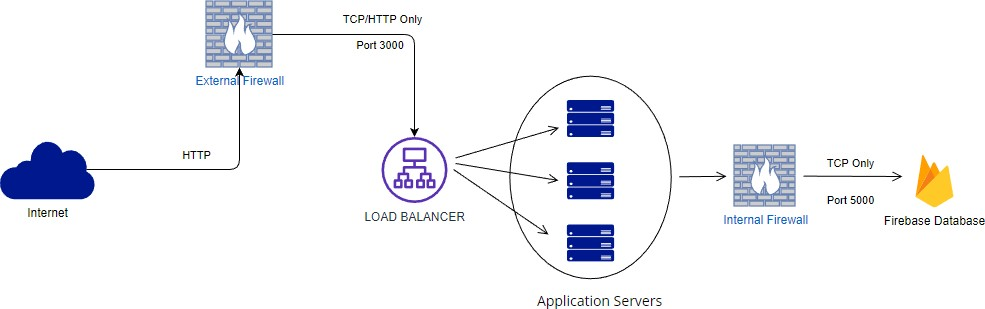 TCP/HTTP Only
Port 3000
External Firewall
HTTP
Internet
LOAD BALANCER
Application Servers
Internal Firewall
TCP Only
Port 5000
Firebase Database